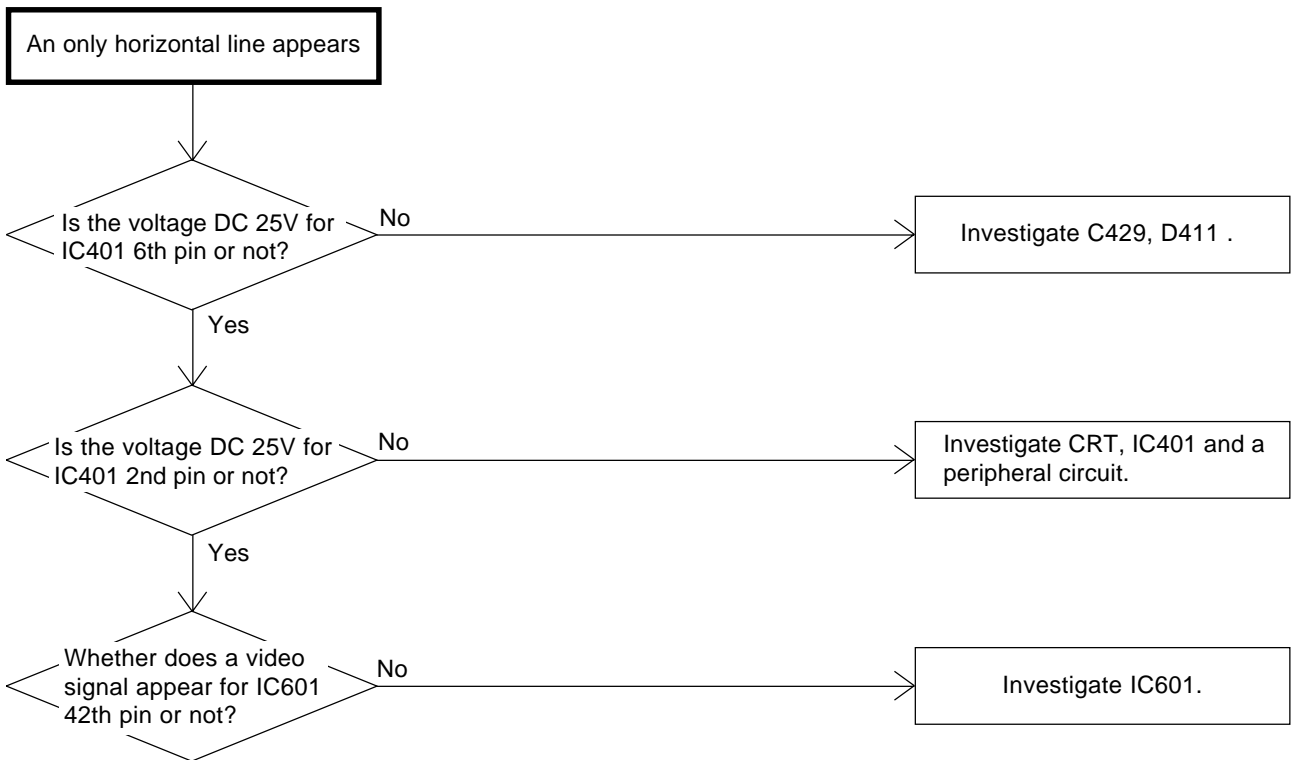 An only horizontal line appears
Is the voltage DC 25V for
IC401 6th pin or not?
No
Investigate C429, D411 .
Yes
Is the voltage DC 25V for
IC401 2nd pin or not?
No
Investigate CRT, IC401 and a
peripheral circuit.
Yes
Whether does a video
signal appear for IC601
42th pin or not?
No
Investigate IC601.